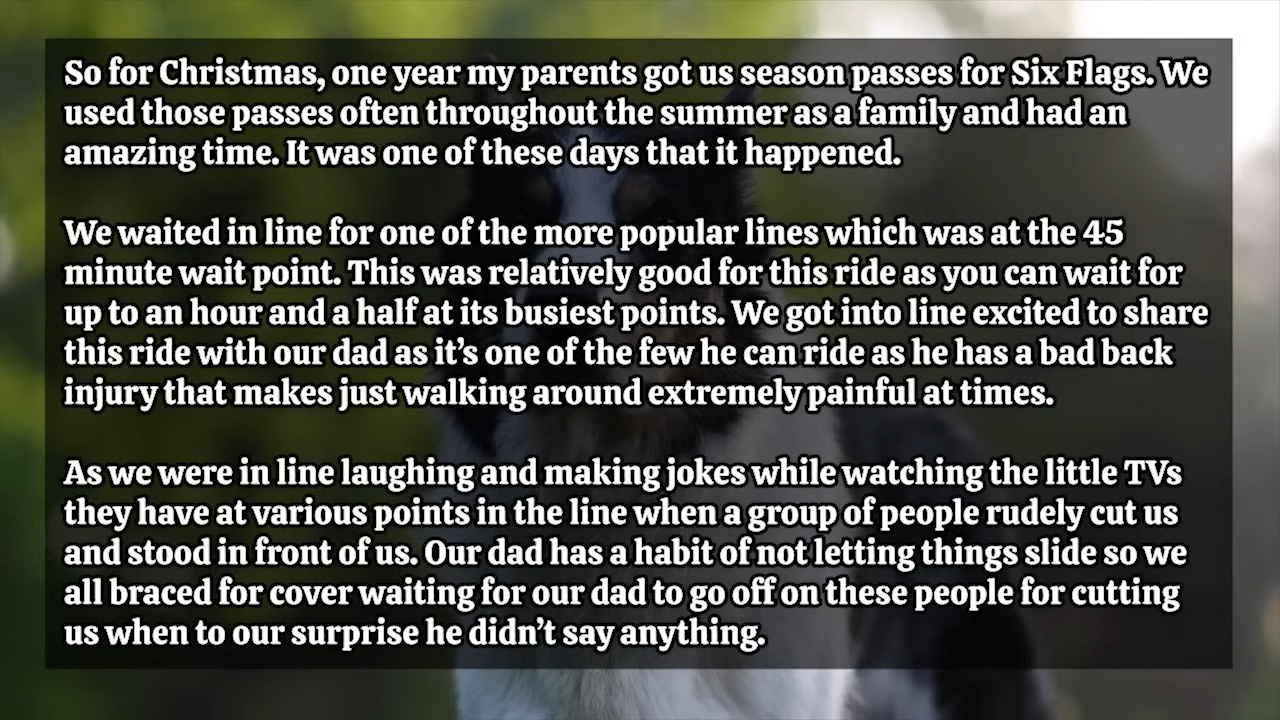 So for Christmas, one year my parents got us season passes for Six Flags. We
used those passes often throughout the summer as a family and had an
amazing time. It was one of these days that it happened.
We waited in line for one of the more popular lines which was at the 45
minute wait point. This was relatively good for this ride as you can wait for
up to an hour and a half at its busiest points. We got into line excited to share
this ride with our dad as it’s one of the few he can ride as he has a bad back
injury that makes just walking around extremely painful at times.
As we were in line laughing and making jokes while watching the little TVs
they have at various points in the line when a group of people rudely cut us
and stood in front of us. Our dad has a habit of not letting things slide so we
all braced for cover waiting for our dad to go off on these people for cutting
us when to our surprise he didn’t say anything.